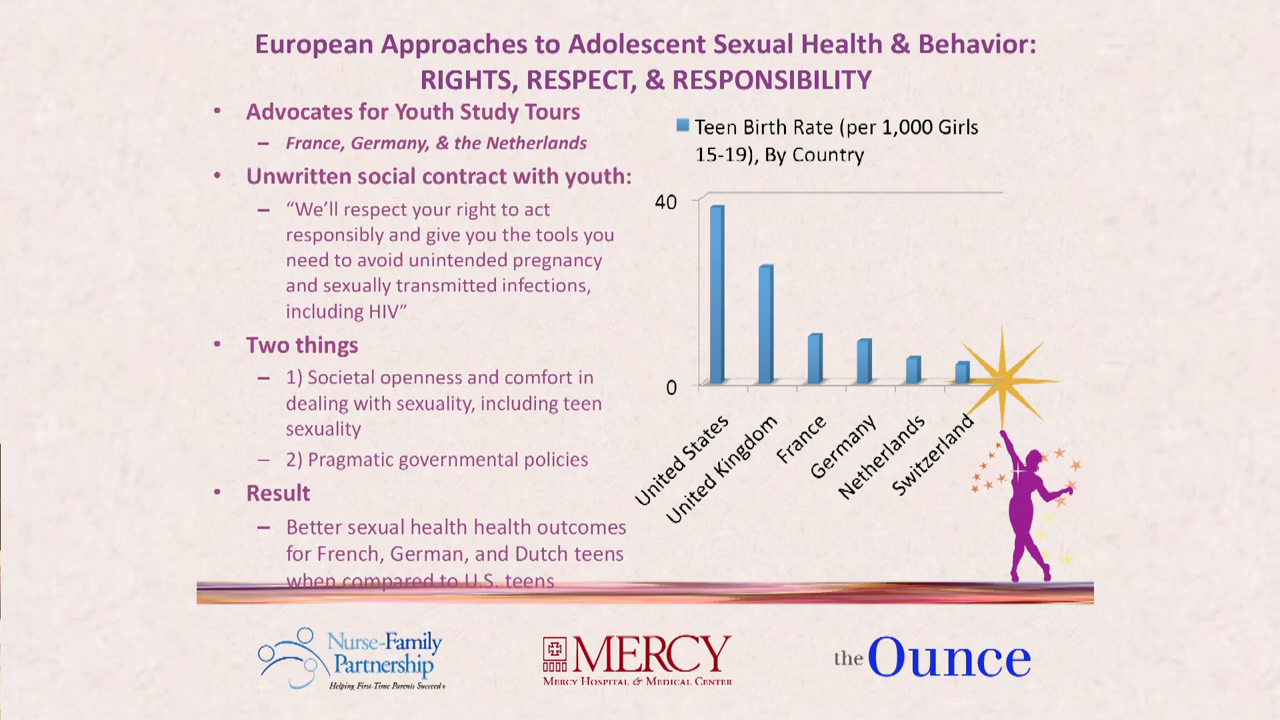 European Approaches to Adolescent Sexual Health & Behavior:
RIGHTS, RESPECT, & RESPONSIBILITY
• Advocates for Youth Study Tours
– France, Germany, & the Netherlands
• Unwritten social contract with youth:
– “We’ll respect your right to act
responsibly and give you the tools you
need to avoid unintended pregnancy
and sexually transmitted infections,
including HIV”
• Two things
– 1) Societal openness and comfort in
dealing with sexuality, including teen
sexuality
– 2) Pragmatic governmental policies
• Result
– Better sexual health health outcomes
for French, German, and Dutch teens
when compared to U.S. teens
Teen Birth Rate (per 1,000 Girls
15-19), By Country
40
0
United States
United Kingdom
France
Germany
Netherlands
Switzerland
Nurse-Family
Partnership
Helping First-Time Parents Succeed®
MERCY
MERCY HOSPITAL & MEDICAL CENTER
the Ounce